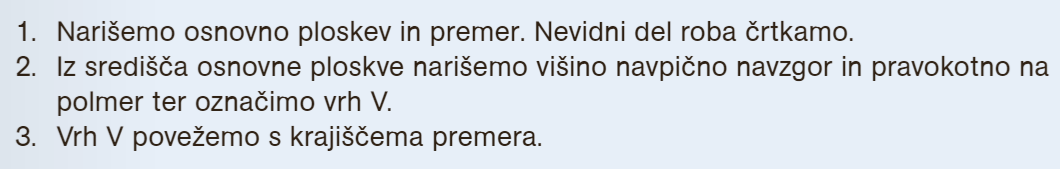 1. Narišemo osnovno ploskev in premer. Nevidni del roba črtkamo.
2. Iz središča osnovne ploskve narišemo višino navpično navzgor in pravokotno na
polmer ter označimo vrh V.
3. Vrh V povežemo s krajiščema premera.